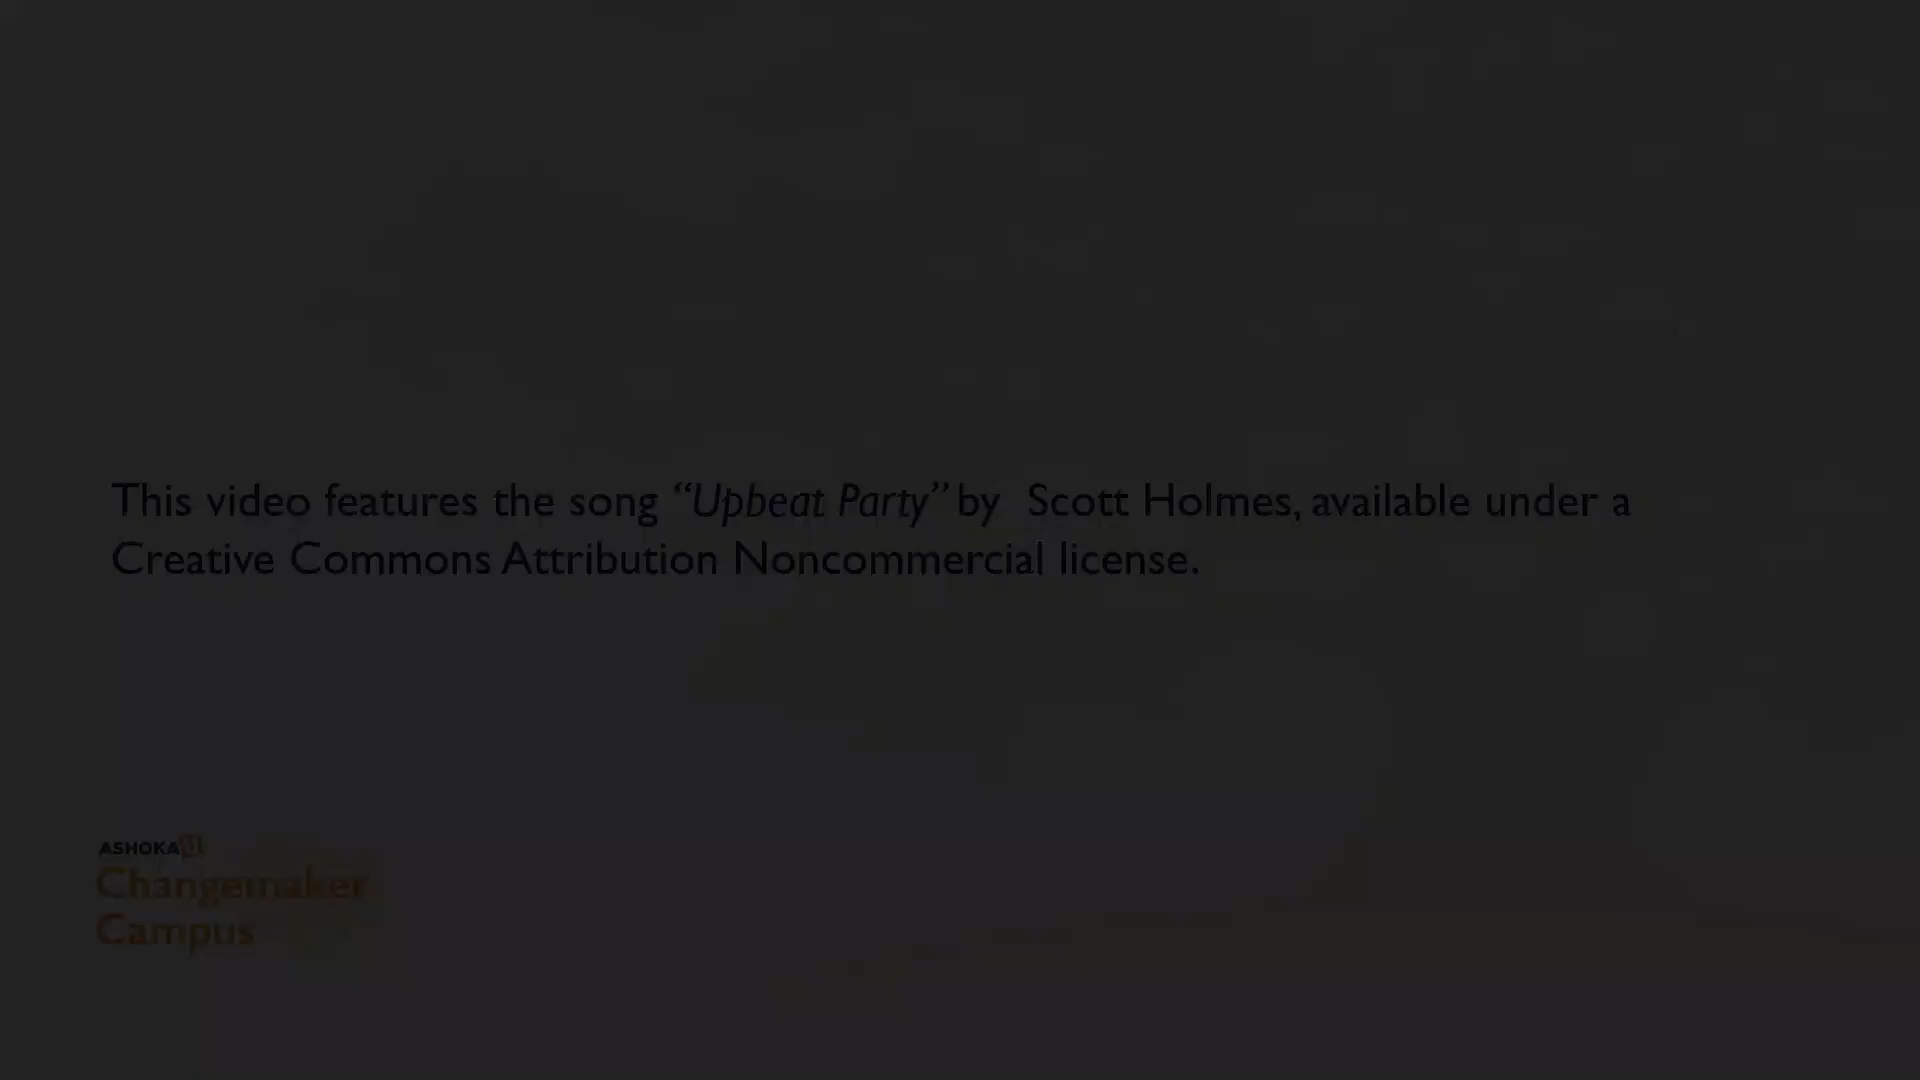 This video features the song “Upbeat Party” by Scott Holmes, available under a
Creative Commons Attribution Noncommercial license.
ASHOKA U
Changemaker
Campus